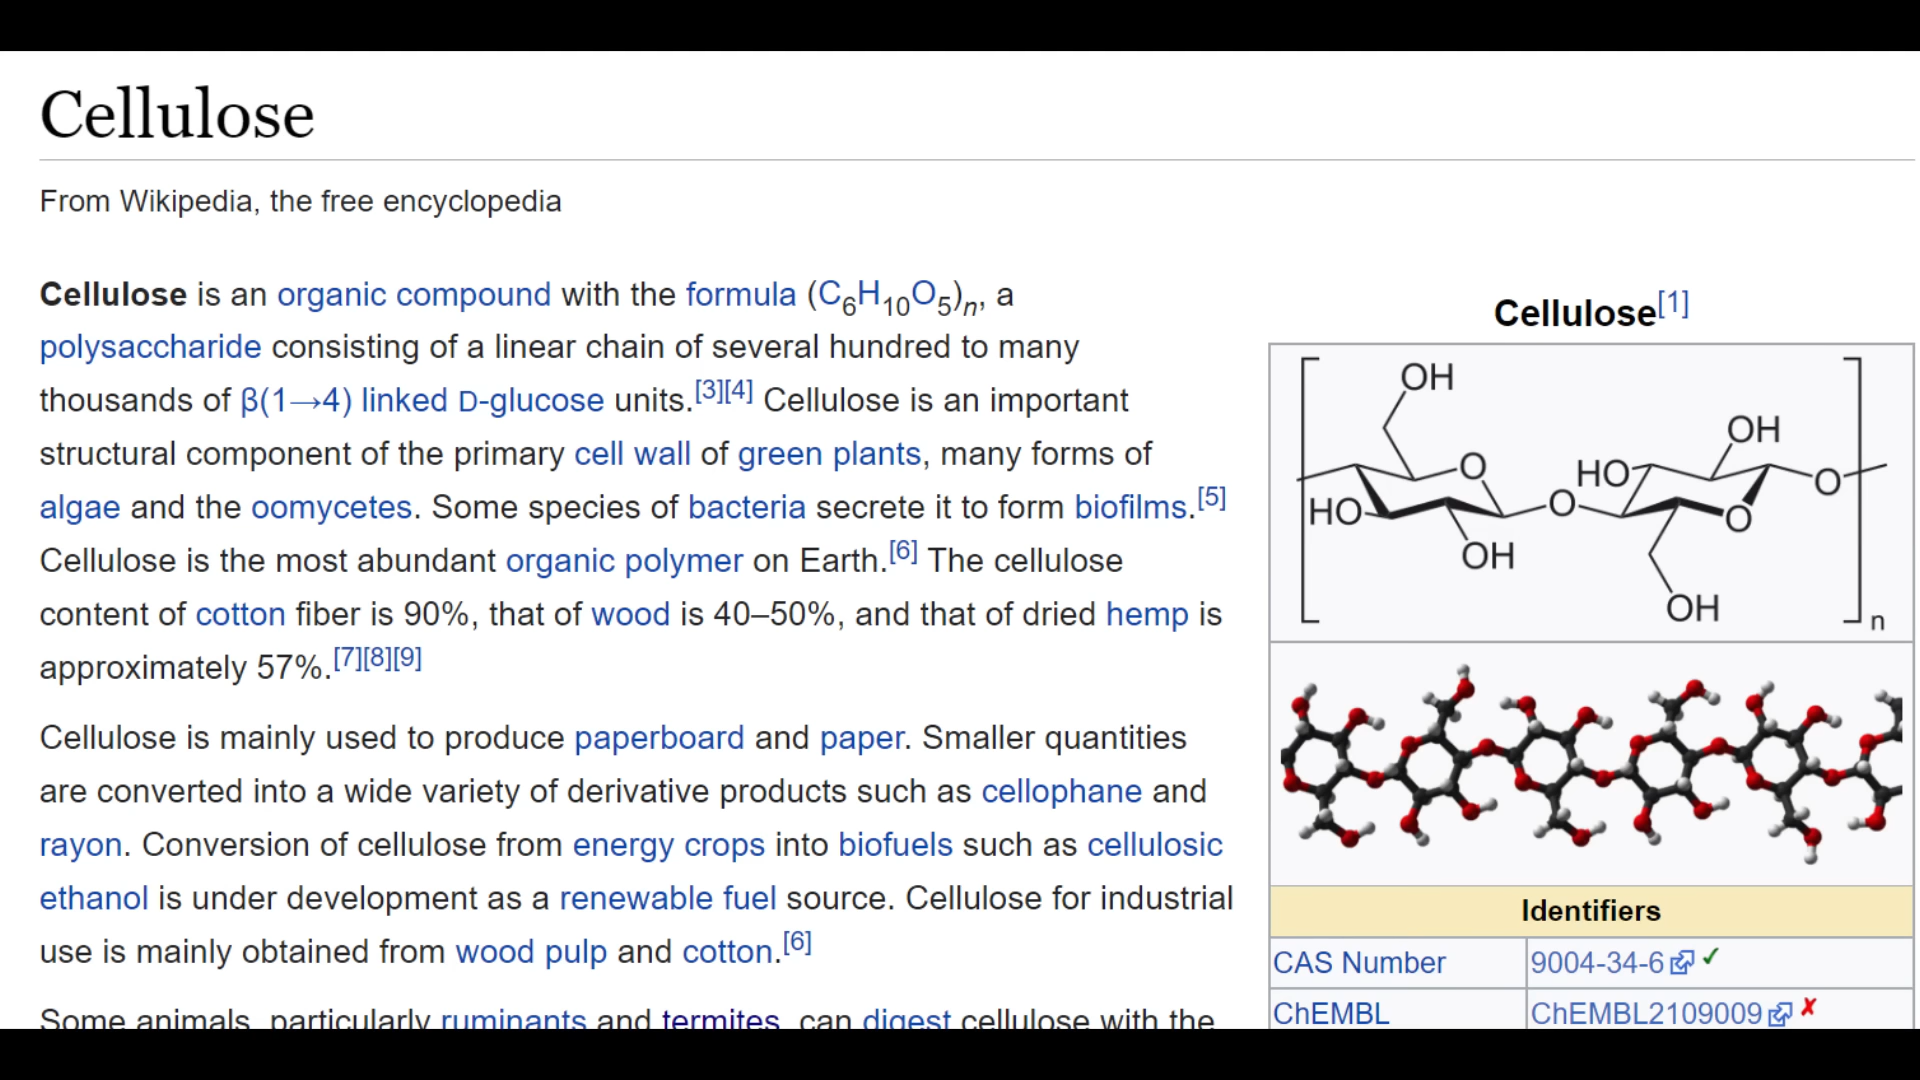 Cellulose
From Wikipedia, the free encyclopedia
Cellulose is an organic compound with the formula (C6H10O5)n, a
polysaccharide consisting of a linear chain of several hundred to many
thousands of β(1→4) linked D-glucose units.[3][4] Cellulose is an important
structural component of the primary cell wall of green plants, many forms of
algae and the oomycetes. Some species of bacteria secrete it to form biofilms.[5]
Cellulose is the most abundant organic polymer on Earth.[6] The cellulose
content of cotton fiber is 90%, that of wood is 40–50%, and that of dried hemp is
approximately 57%.[7][8][9]
Cellulose is mainly used to produce paperboard and paper. Smaller quantities
are converted into a wide variety of derivative products such as cellophane and
rayon. Conversion of cellulose from energy crops into biofuels such as cellulosic
ethanol is under development as a renewable fuel source. Cellulose for industrial
use is mainly obtained from wood pulp and cotton.[6]
Some animals, particularly ruminants and termites, can digest cellulose with the
Cellulose[1]
OH
OH
O
HO
O
O
HO
O
OH
OH
n
Identifiers
CAS Number 9004-34-6
ChEMBL ChEMBL2109009